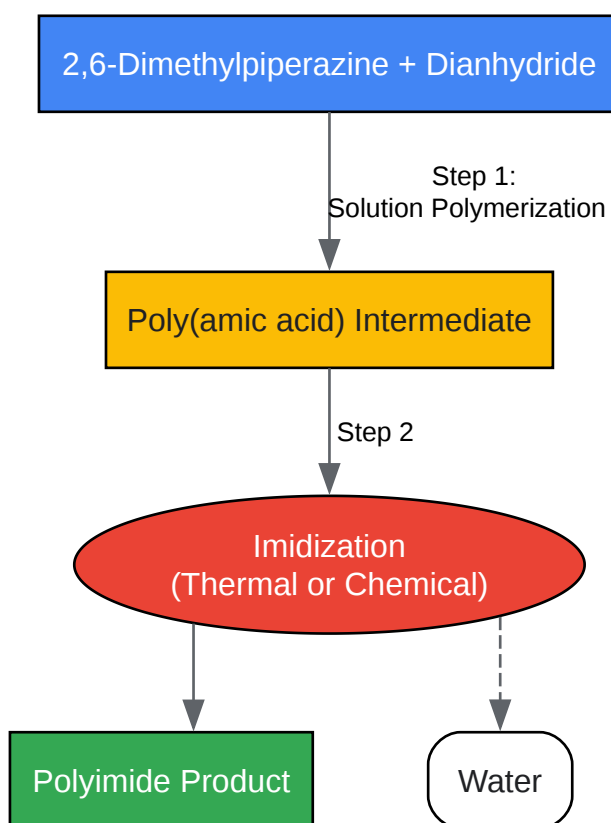 2,6-Dimethylpiperazine + Dianhydride
Step 1:
Solution Polymerization
Poly(amic acid) Intermediate
Step 2
Imidization
(Thermal or Chemical)
Polyimide Product
Water